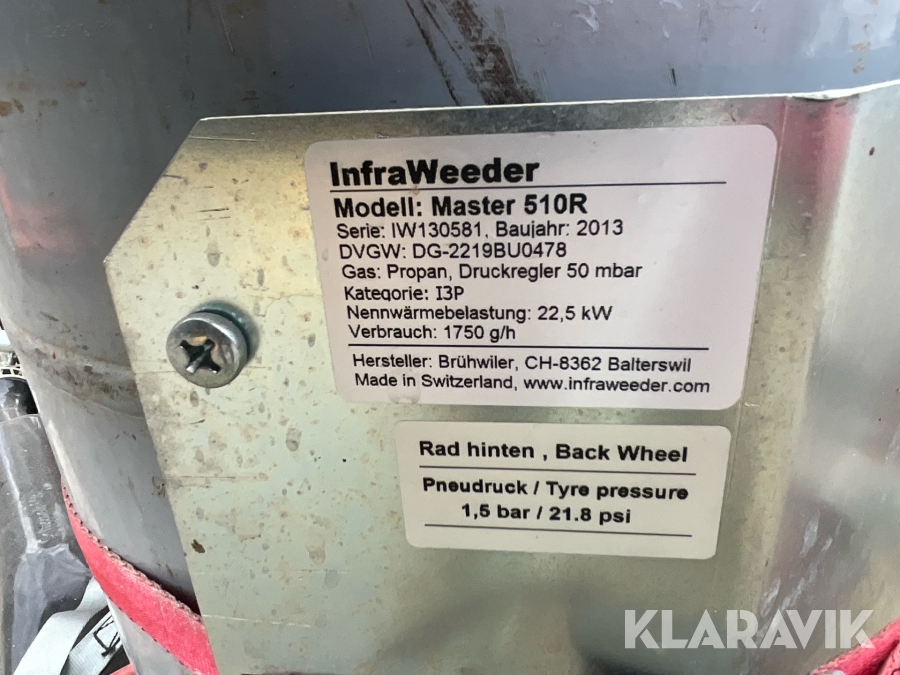 InfraWeeder
Modell: Master 510R
Serie: IW130581, Baujahr: 2013
DVGW: DG-2219BU0478
Gas: Propan, Druckregler 50 mbar
Kategorie: I3P
Nennwärmebelastung: 22,5 kW
Verbrauch: 1750 g/h
Hersteller: Brühwiler, CH-8362 Balterswil
Made in Switzerland, www.infraweeder.com
Rad hinten , Back Wheel
Pneudruck / Tyre pressure
1,5 bar / 21.8 psi
KLARAVIK